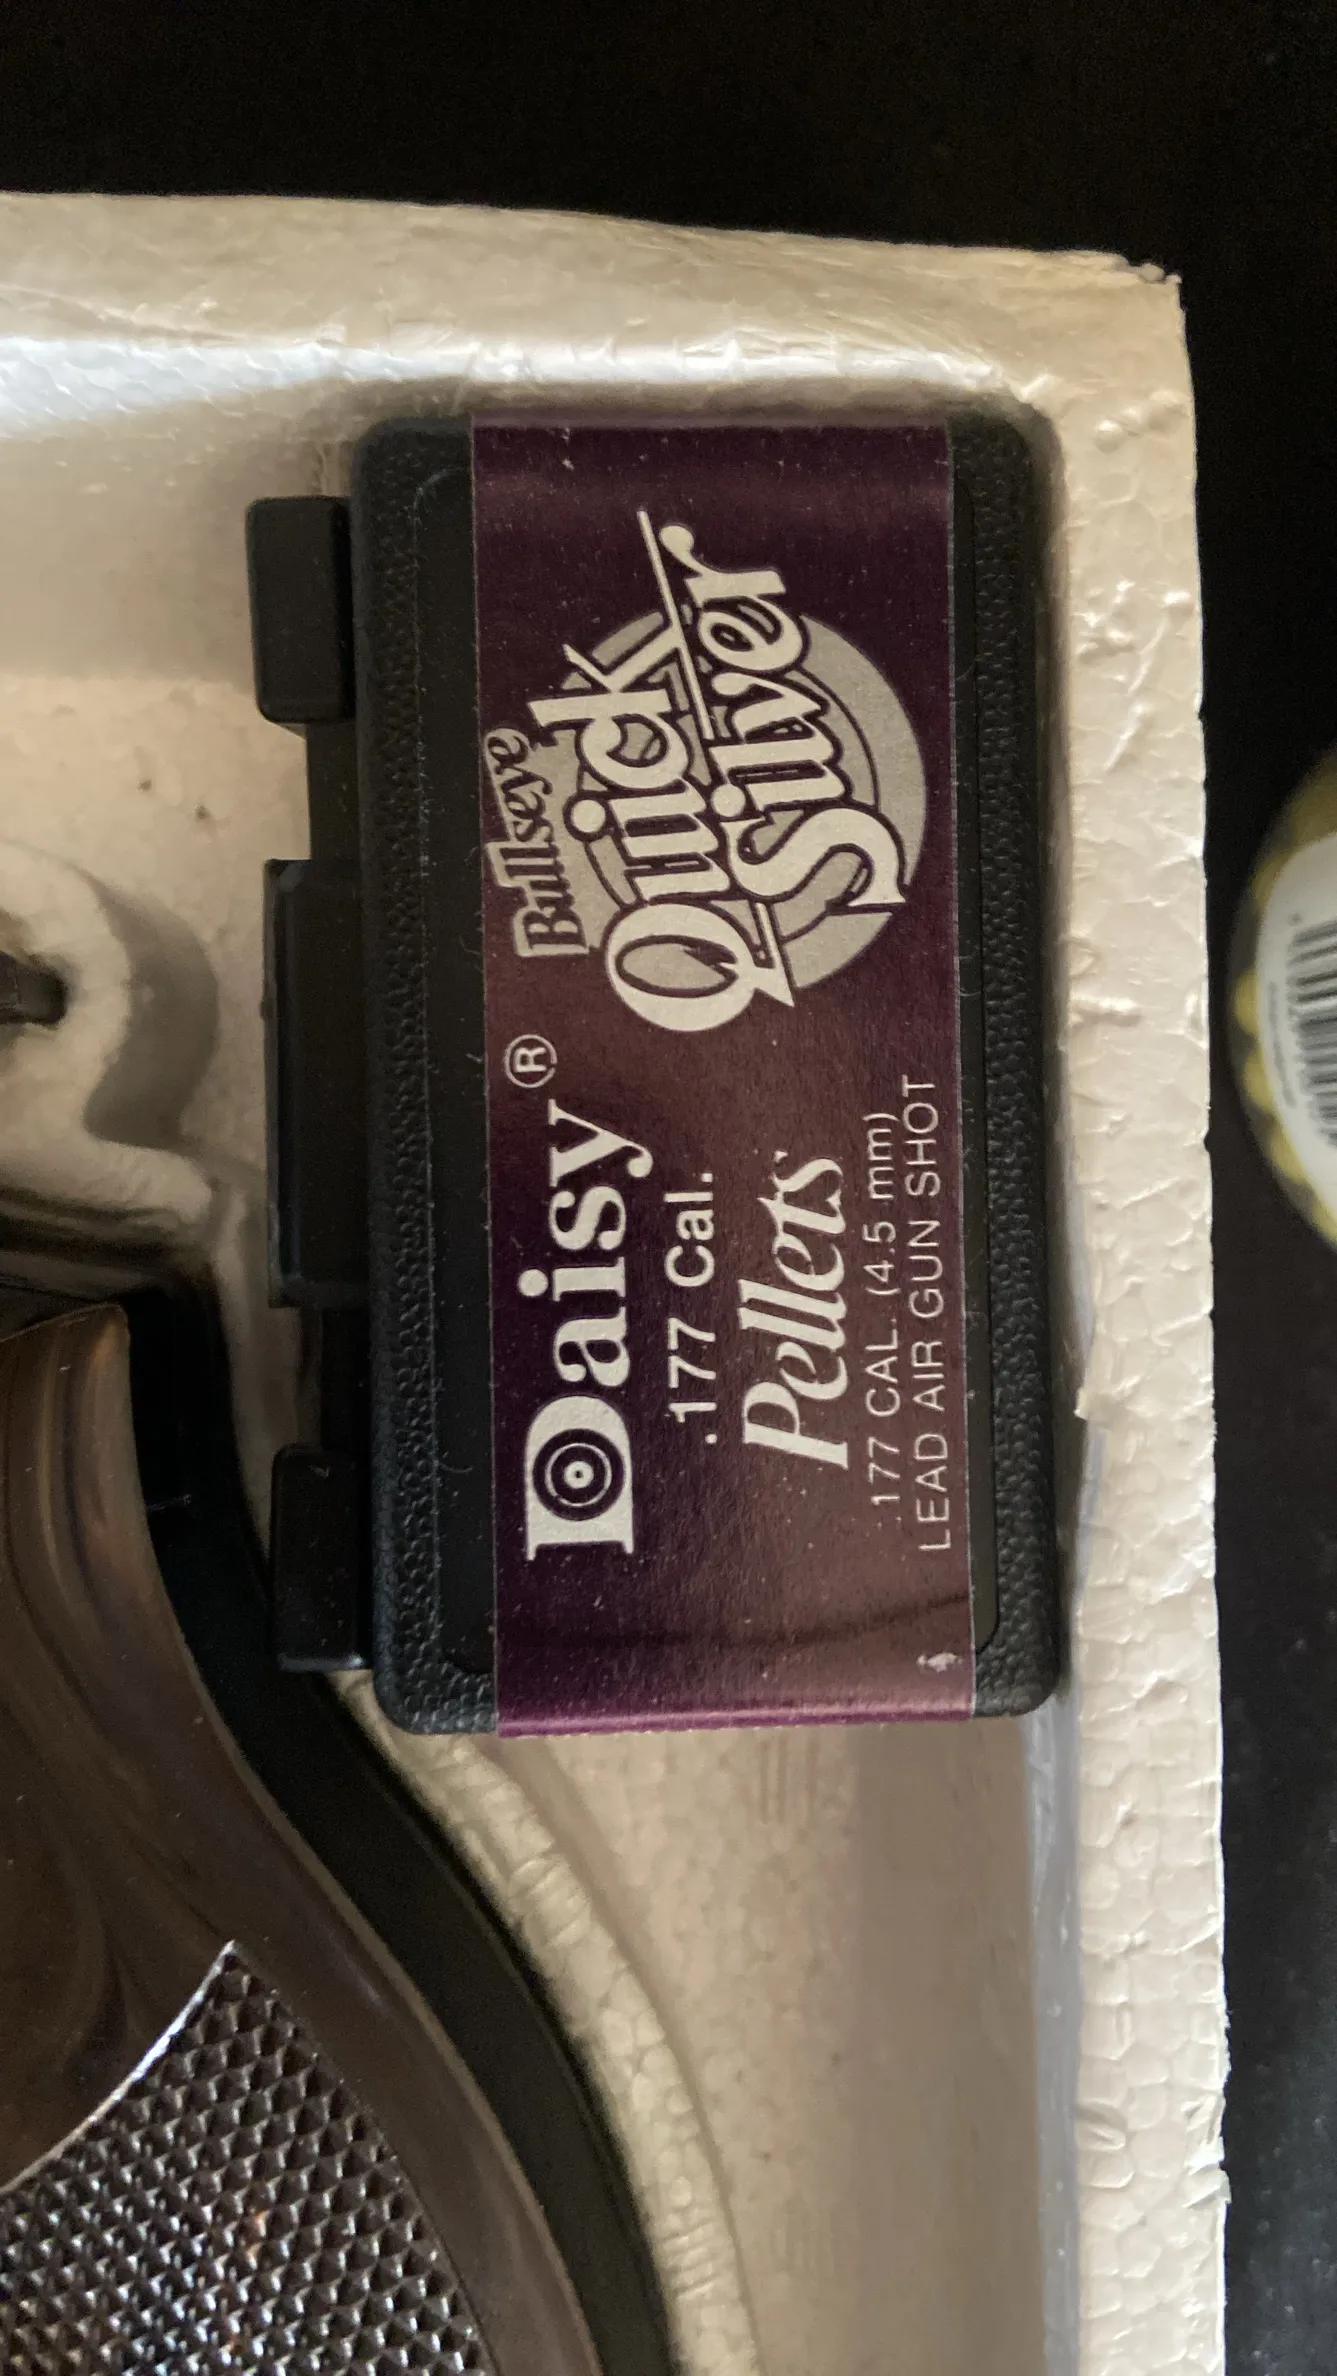 Daisy®
.177 Cal.
Pellets
.177 CAL. (4.5 mm)
LEAD AIR GUN SHOT
Bullseye
Quick
Silver